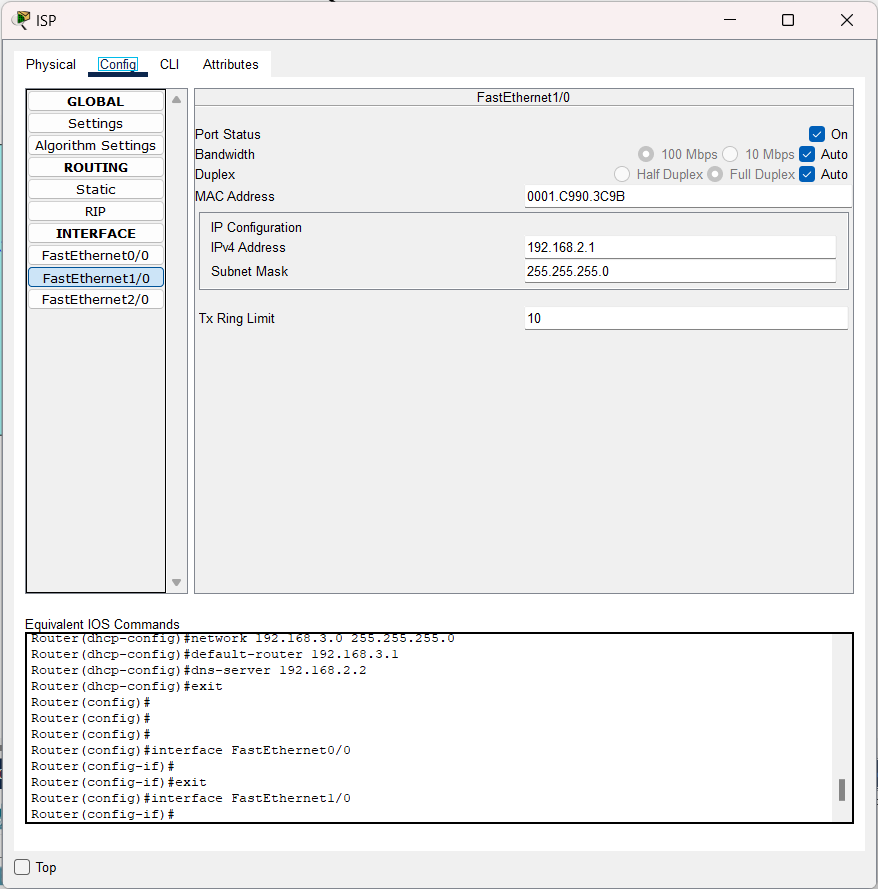 ISP
Physical Config CLI Attributes
GLOBAL
Settings
Algorithm Settings
ROUTING
Static
RIP
INTERFACE
FastEthernet0/0
FastEthernet1/0
FastEthernet2/0
FastEthernet1/0
Port Status On
Bandwidth 100 Mbps 10 Mbps Auto
Duplex Half Duplex Full Duplex Auto
MAC Address 0001.C990.3C9B
IP Configuration
IPv4 Address 192.168.2.1
Subnet Mask 255.255.255.0
Tx Ring Limit 10
Equivalent IOS Commands
Router(dhcp-config)#network 192.168.3.0 255.255.255.0
Router(dhcp-config)#default-router 192.168.3.1
Router(dhcp-config)#dns-server 192.168.2.2
Router(dhcp-config)#exit
Router(config)#
Router(config)#
Router(config)#
Router(config)#interface FastEthernet0/0
Router(config-if)#
Router(config-if)#exit
Router(config)#interface FastEthernet1/0
Router(config-if)#
Top